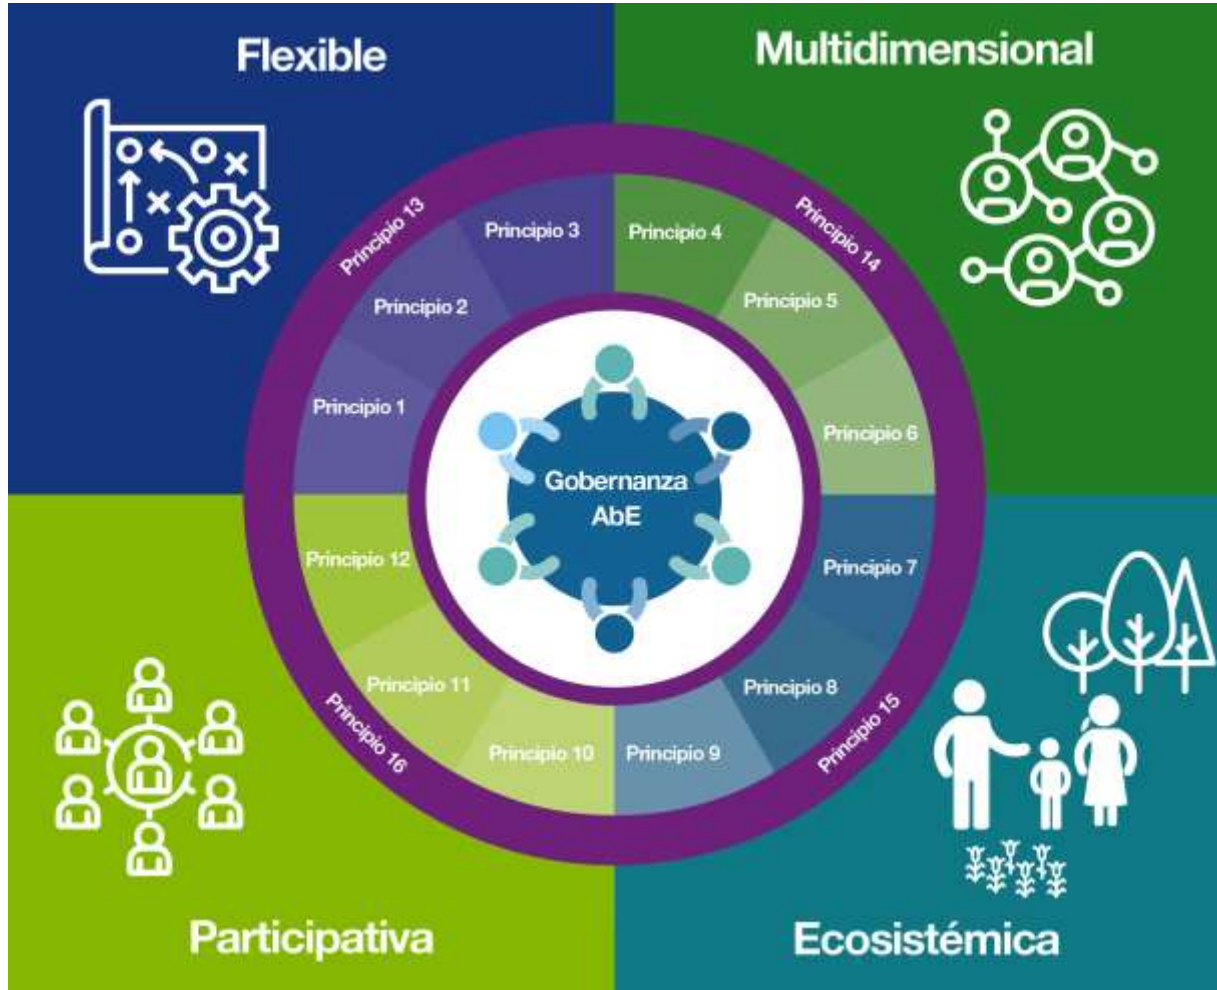 Flexible
Multidimensional
Principio 13
Principio 3
Principio 4
Principio 14
Principio 2
Principio 5
Principio 1
Principio 6
Gobernanza
AbE
Principio 12
Principio 7
Principio 11
Principio 8
Principio 16
Principio 10
Principio 9
Principio 15
Participativa
Ecosistémica